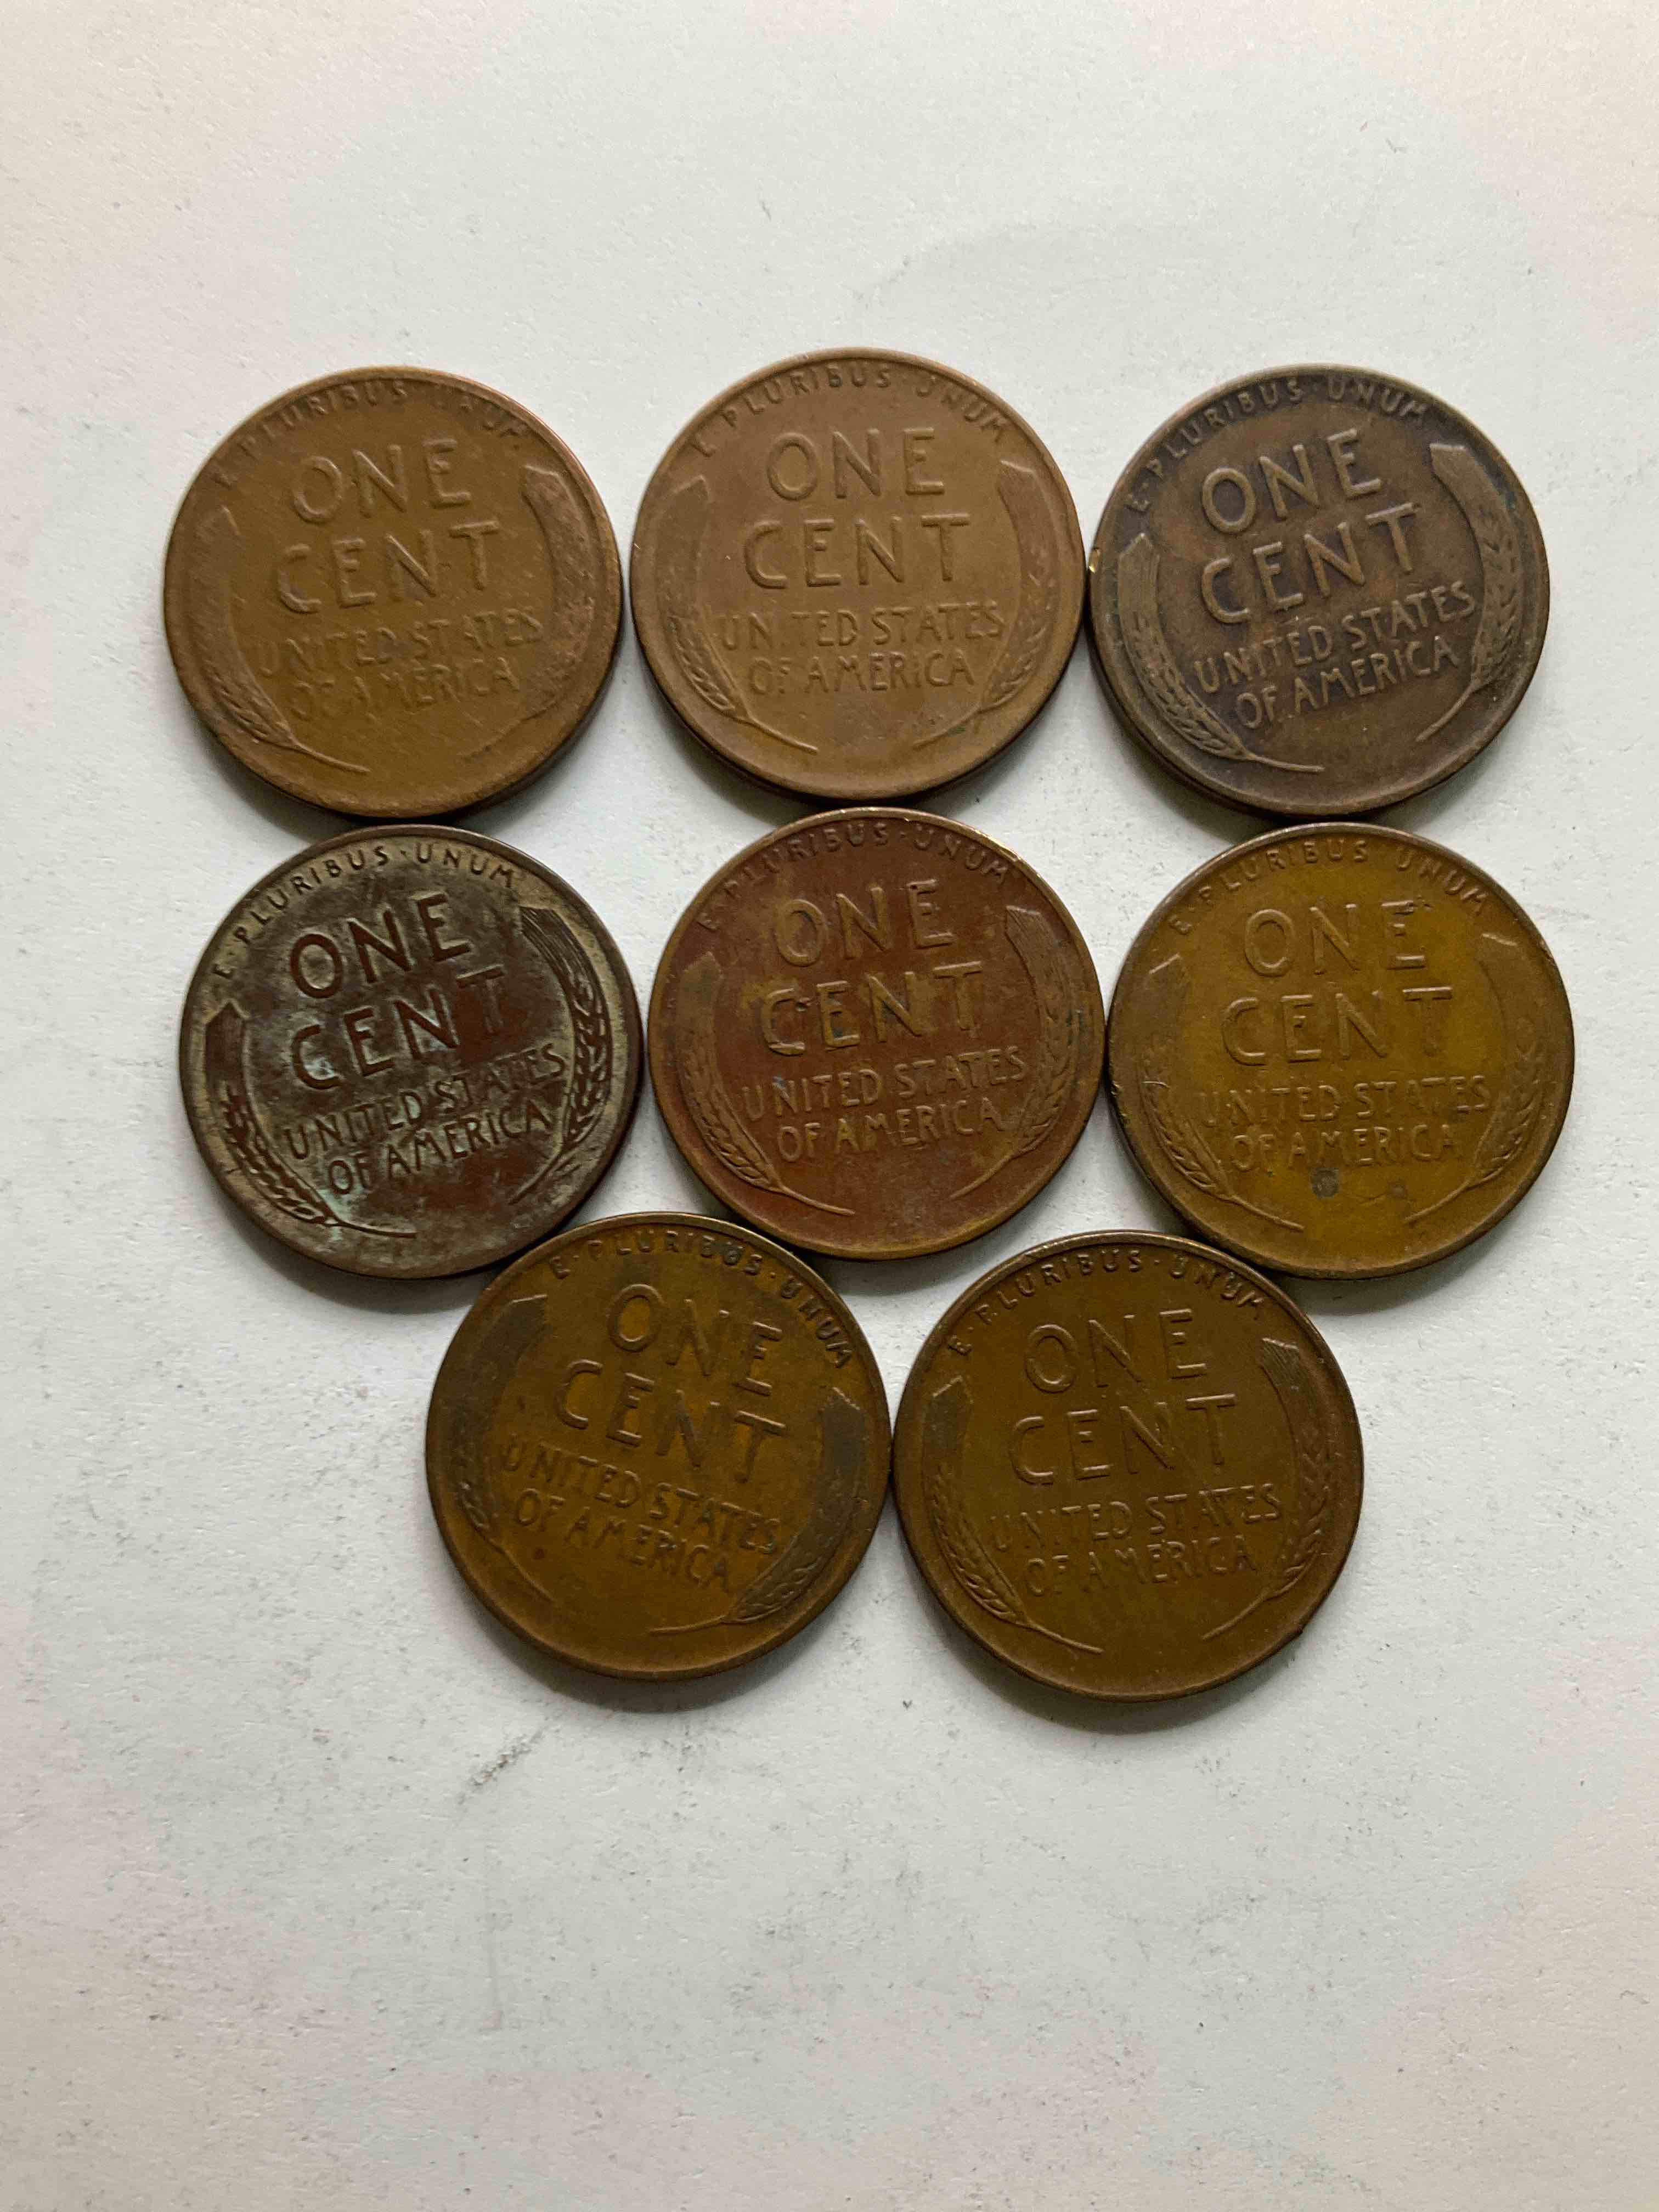 E·PLURIBUS·UNUM
ONE
CENT
UNITED STATES
OF AMERICA
E·PLURIBUS·UNUM
ONE
CENT
UNITED STATES
OF AMERICA
E·PLURIBUS·UNUM
ONE
CENT
UNITED STATES
OF AMERICA
E·PLURIBUS·UNUM
ONE
CENT
UNITED STATES
OF AMERICA
E·PLURIBUS·UNUM
ONE
CENT
UNITED STATES
OF AMERICA
E·PLURIBUS UNUM
ONE
CENT
UNITED STATES
OF AMERICA
E·PLURIBUS·UNUM
ONE
CENT
UNITED STATES
OF AMERICA
E·PLURIBUS·UNUM
ONE
CENT
UNITED STATES
OF AMERICA